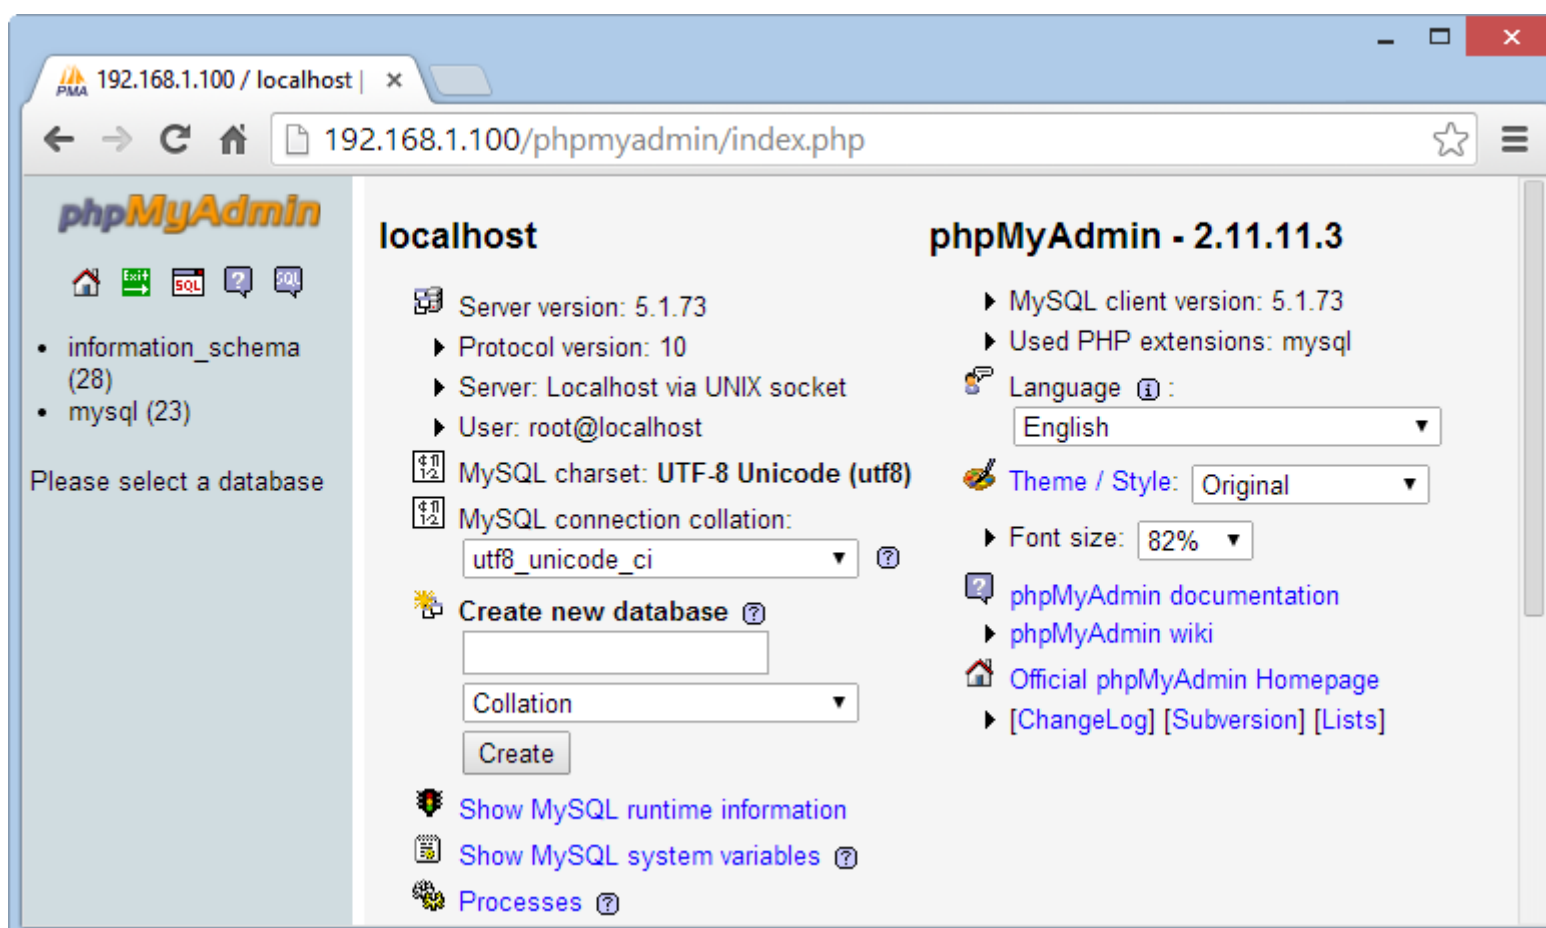 192.168.1.100 / localhost |
192.168.1.100/phpmyadmin/index.php
phpMyAdmin
Exit
SQL
?
SQL
information_schema
(28)
mysql (23)
Please select a database
localhost
Server version: 5.1.73
Protocol version: 10
Server: Localhost via UNIX socket
User: root@localhost
MySQL charset: UTF-8 Unicode (utf8)
MySQL connection collation:
utf8_unicode_ci
Create new database
Collation
Create
Show MySQL runtime information
Show MySQL system variables
Processes
phpMyAdmin - 2.11.11.3
MySQL client version: 5.1.73
Used PHP extensions: mysql
Language :
English
Theme / Style: Original
Font size: 82%
phpMyAdmin documentation
phpMyAdmin wiki
Official phpMyAdmin Homepage
[ChangeLog] [Subversion] [Lists]